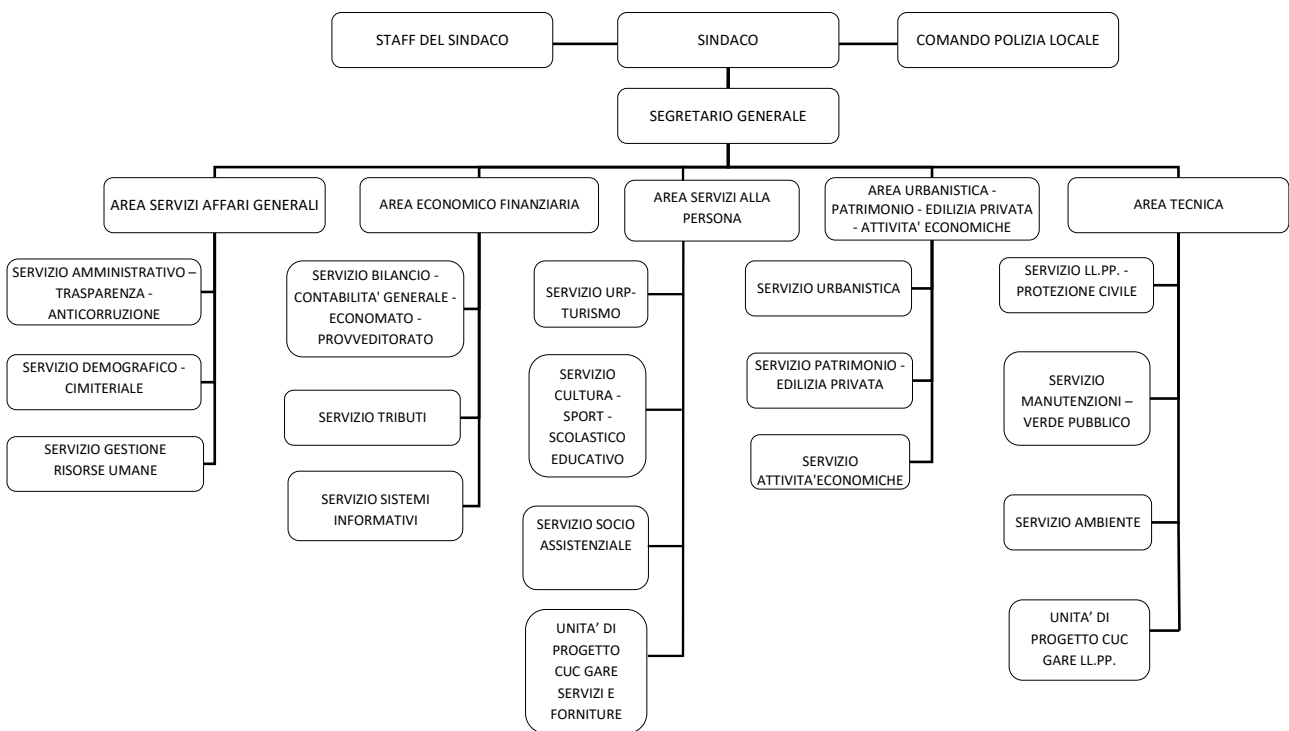 STAFF DEL SINDACO
SINDACO
COMANDO POLIZIA LOCALE
SEGRETARIO GENERALE
AREA SERVIZI AFFARI GENERALI
AREA ECONOMICO FINANZIARIA
AREA SERVIZI ALLA
PERSONA
AREA URBANISTICA -
PATRIMONIO - EDILIZIA PRIVATA
- ATTIVITA' ECONOMICHE
AREA TECNICA
SERVIZIO AMMINISTRATIVO –
TRASPARENZA -
ANTICORRUZIONE
SERVIZIO DEMOGRAFICO -
CIMITERIALE
SERVIZIO GESTIONE
RISORSE UMANE
SERVIZIO BILANCIO -
CONTABILITA' GENERALE -
ECONOMATO -
PROVVEDITORATO
SERVIZIO TRIBUTI
SERVIZIO SISTEMI
INFORMATIVI
SERVIZIO URP-
TURISMO
SERVIZIO
CULTURA -
SPORT -
SCOLASTICO
EDUCATIVO
SERVIZIO SOCIO
ASSISTENZIALE
UNITA’ DI
PROGETTO
CUC GARE
SERVIZI E
FORNITURE
SERVIZIO URBANISTICA
SERVIZIO PATRIMONIO -
EDILIZIA PRIVATA
SERVIZIO
ATTIVITA'ECONOMICHE
SERVIZIO LL.PP. -
PROTEZIONE CIVILE
SERVIZIO
MANUTENZIONI –
VERDE PUBBLICO
SERVIZIO AMBIENTE
UNITA’ DI
PROGETTO CUC
GARE LL.PP.